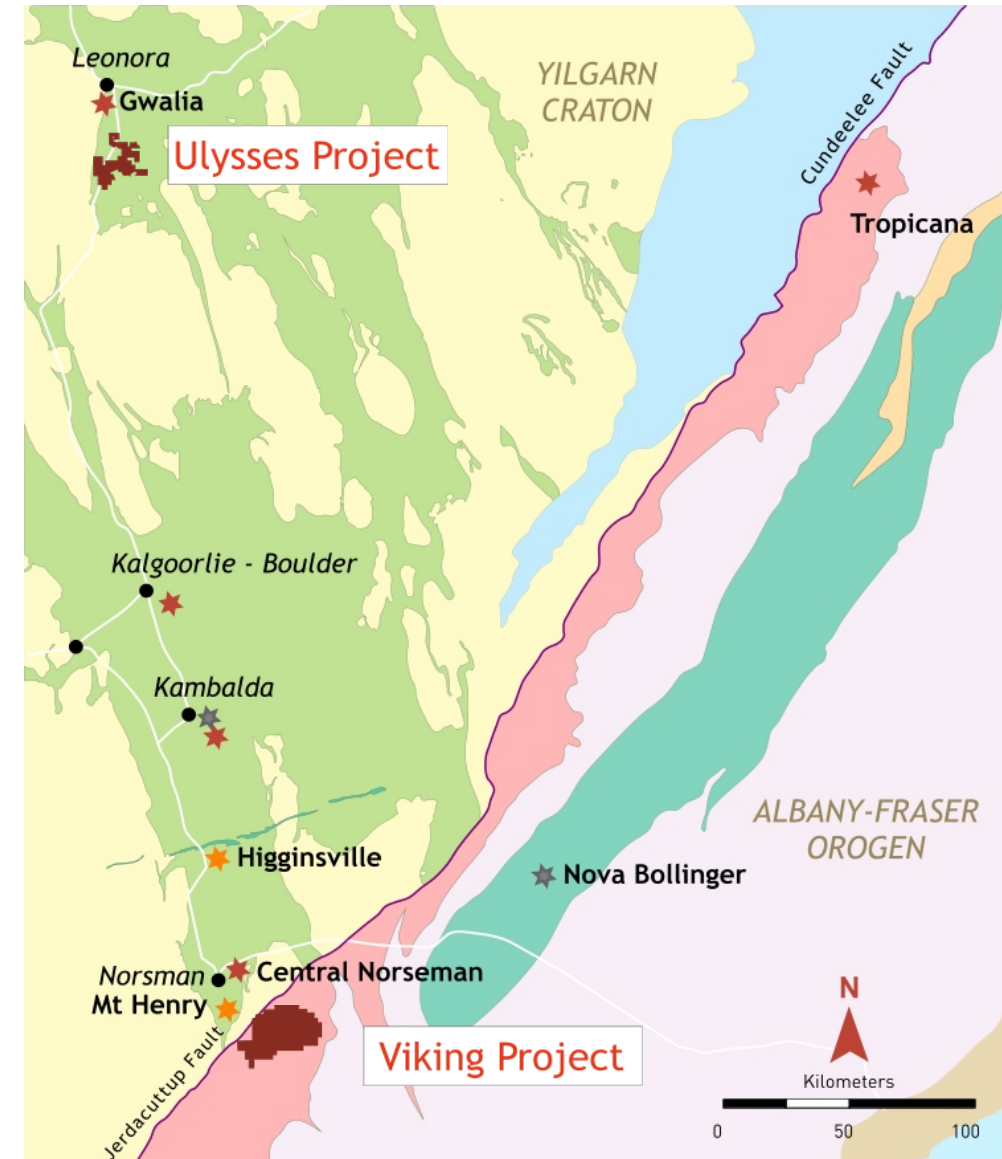 Leonora
Gwalia
YILGARN
CRATON
Cundeelee Fault
Ulysses Project
Tropicana
Kalgoorlie - Boulder
Kambalda
ALBANY-FRASER
OROGEN
Higginsville
Nova Bollinger
Norsman
Central Norseman
Mt Henry
Jerdacuttup Fault
Viking Project
N
Kilometers
0 50 100